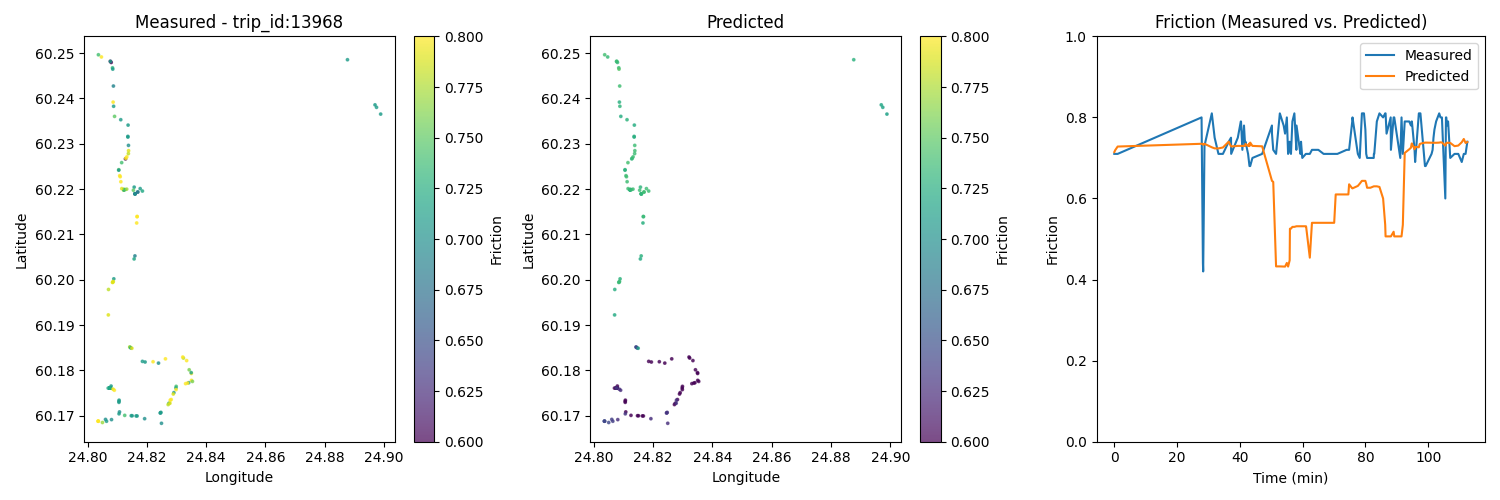 Measured - trip_id:13968
Latitude
60.25
60.24
60.23
60.22
60.21
60.20
60.19
60.18
60.17
24.80 24.82 24.84 24.86 24.88 24.90
Longitude
0.800
0.775
0.750
0.725
0.700
0.675
0.650
0.625
0.600
Friction
Predicted
Latitude
60.25
60.24
60.23
60.22
60.21
60.20
60.19
60.18
60.17
24.80 24.82 24.84 24.86 24.88 24.90
Longitude
0.800
0.775
0.750
0.725
0.700
0.675
0.650
0.625
0.600
Friction
Friction (Measured vs. Predicted)
Measured
Predicted
Friction
1.0
0.8
0.6
0.4
0.2
0.0
0 20 40 60 80 100
Time (min)